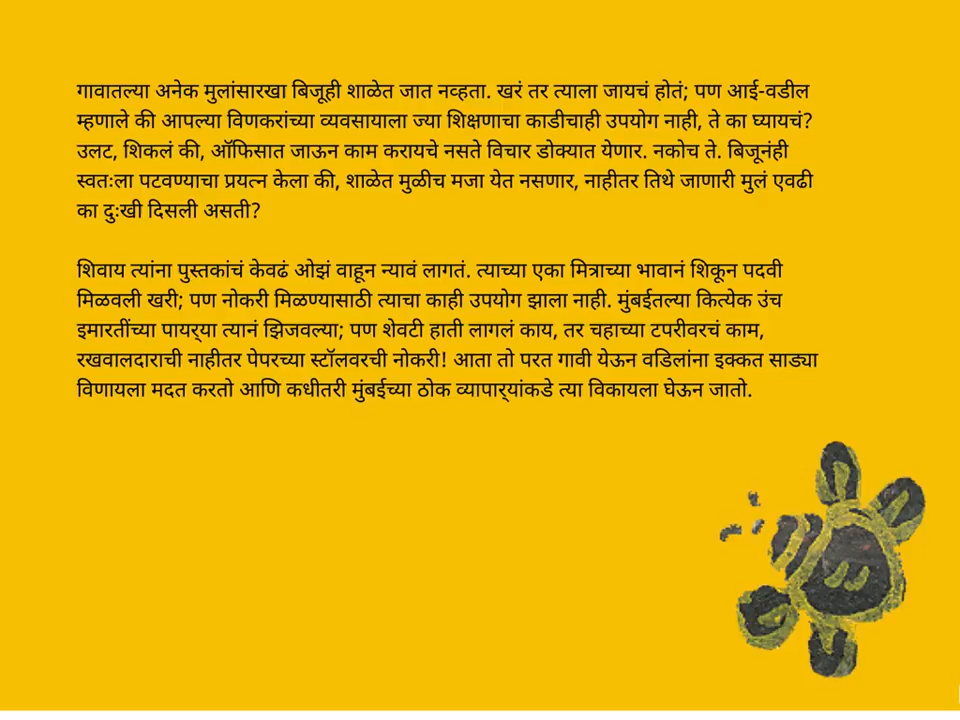 गावातल्या अनेक मुलांसारखा बिजूही शाळेत जात नव्हता. खरं तर त्याला जायचं होतं; पण आई-वडील
म्हणाले की आपल्या विणकरांच्या व्यवसायाला ज्या शिक्षणाचा काडीचाही उपयोग नाही, ते का घ्यायचं?
उलट, शिकलं की, ऑफिसात जाऊन काम करायचे नसते विचार डोक्यात येणार. नकोच ते. बिजूनंही
स्वतःला पटवण्याचा प्रयत्न केला की, शाळेत मुळीच मजा येत नसणार, नाहीतर तिथे जाणारी मुलं एवढी
का दुःखी दिसली असती?
शिवाय त्यांना पुस्तकांचं केवढं ओझं वाहून न्यावं लागतं. त्याच्या एका मित्राच्या भावानं शिकून पदवी
मिळवली खरी; पण नोकरी मिळण्यासाठी त्याचा काही उपयोग झाला नाही. मुंबईतल्या कित्येक उंच
इमारतींच्या पायऱ्या त्यानं झिजवल्या; पण शेवटी हाती लागलं काय, तर चहाच्या टपरीवरचं काम,
रखवालदाराची नाहीतर पेपरच्या स्टॉलवरची नोकरी! आता तो परत गावी येऊन वडिलांना इक्कत साड्या
विणायला मदत करतो आणि कधीतरी मुंबईच्या ठोक व्यापाऱ्यांकडे त्या विकायला घेऊन जातो.